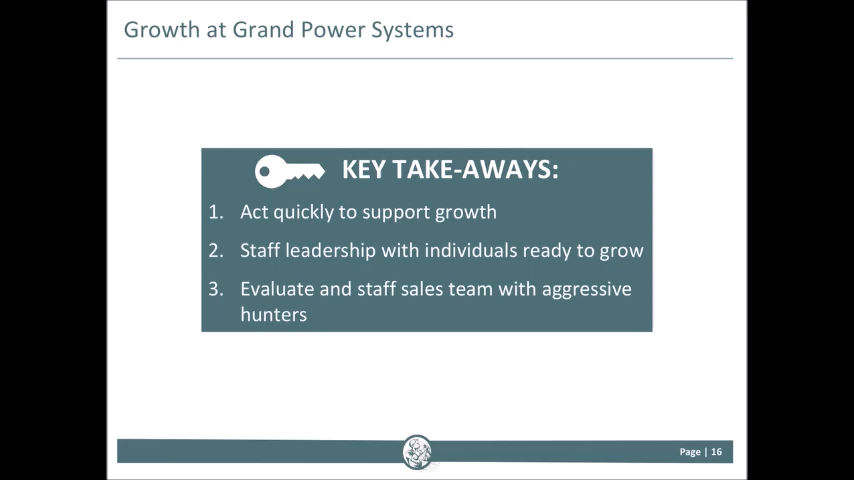 Growth at Grand Power Systems
KEY TAKE-AWAYS:
1. Act quickly to support growth
2. Staff leadership with individuals ready to grow
3. Evaluate and staff sales team with aggressive
hunters
Page | 16